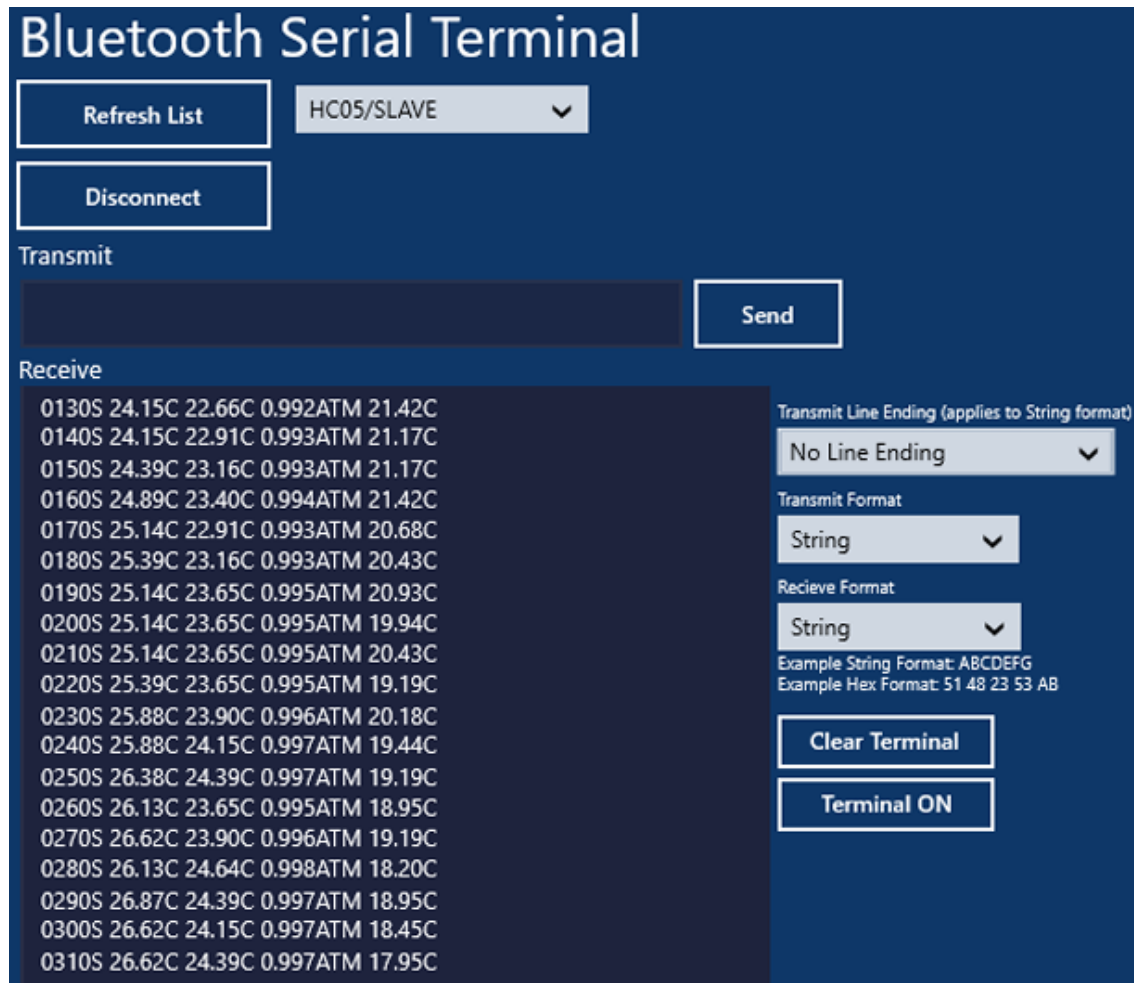 Bluetooth Serial Terminal
Refresh List
HC05/SLAVE
Disconnect
Transmit
Send
Receive
0130S 24.15C 22.66C 0.992ATM 21.42C
0140S 24.15C 22.91C 0.993ATM 21.17C
0150S 24.39C 23.16C 0.993ATM 21.17C
0160S 24.89C 23.40C 0.994ATM 21.42C
0170S 25.14C 22.91C 0.993ATM 20.68C
0180S 25.39C 23.16C 0.993ATM 20.43C
0190S 25.14C 23.65C 0.995ATM 20.93C
0200S 25.14C 23.65C 0.995ATM 19.94C
0210S 25.14C 23.65C 0.995ATM 20.43C
0220S 25.39C 23.65C 0.995ATM 19.19C
0230S 25.88C 23.90C 0.996ATM 20.18C
0240S 25.88C 24.15C 0.997ATM 19.44C
0250S 26.38C 24.39C 0.997ATM 19.19C
0260S 26.13C 23.65C 0.995ATM 18.95C
0270S 26.62C 23.90C 0.996ATM 19.19C
0280S 26.13C 24.64C 0.998ATM 18.20C
0290S 26.87C 24.39C 0.997ATM 18.95C
0300S 26.62C 24.15C 0.997ATM 18.45C
0310S 26.62C 24.39C 0.997ATM 17.95C
Transmit Line Ending (applies to String format)
No Line Ending
Transmit Format
String
Recieve Format
String
Example String Format: ABCDEFG
Example Hex Format: 51 48 23 53 AB
Clear Terminal
Terminal ON